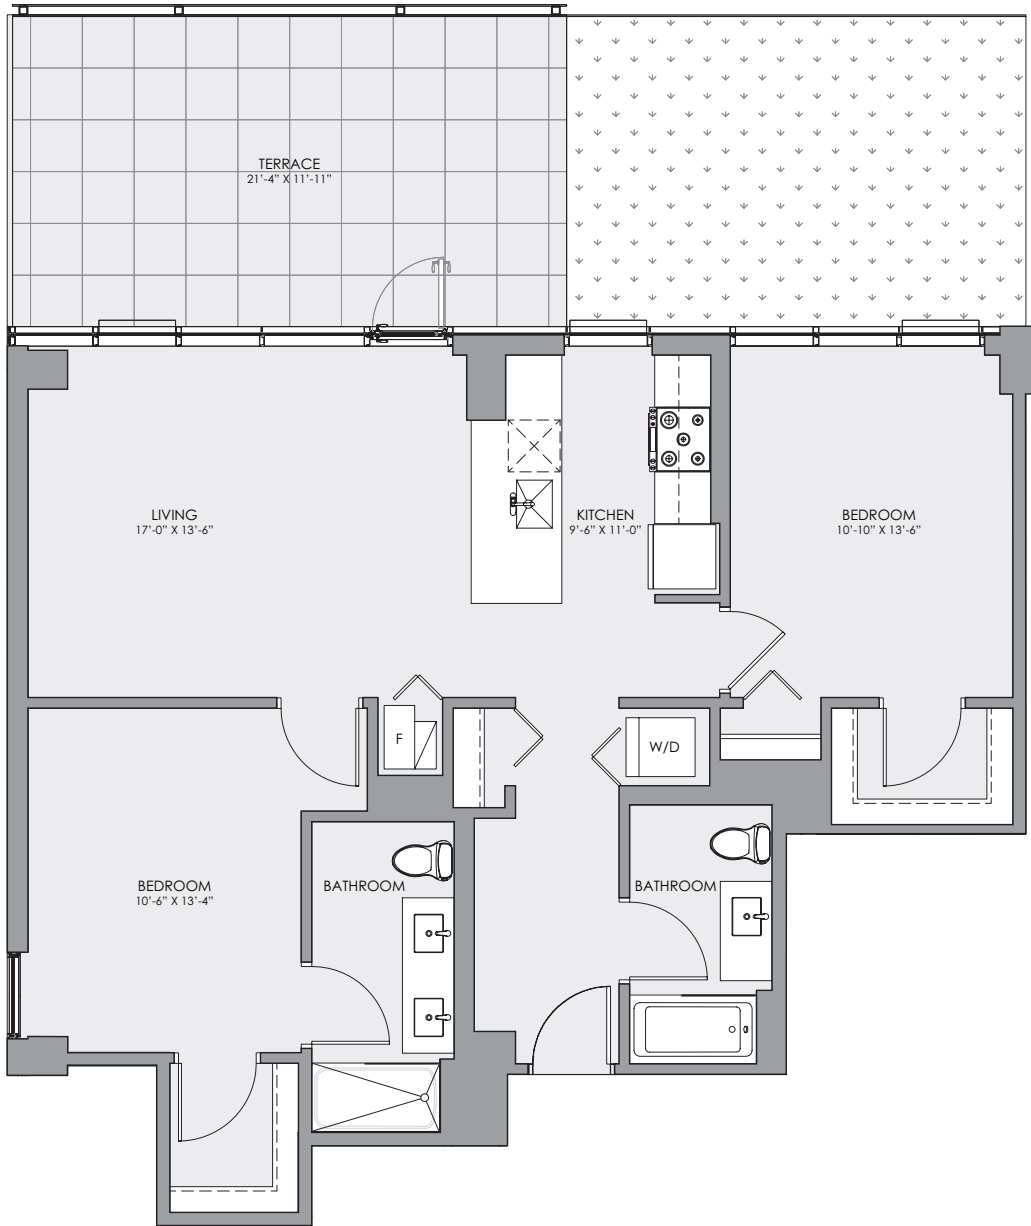 TERRACE
21'-4" X 11'-11"
LIVING
17'-0" X 13'-6"
KITCHEN
9'-6" X 11'-0"
BEDROOM
10'-10" X 13'-6"
F
W/D
BEDROOM
10'-6" X 13'-4"
BATHROOM
BATHROOM